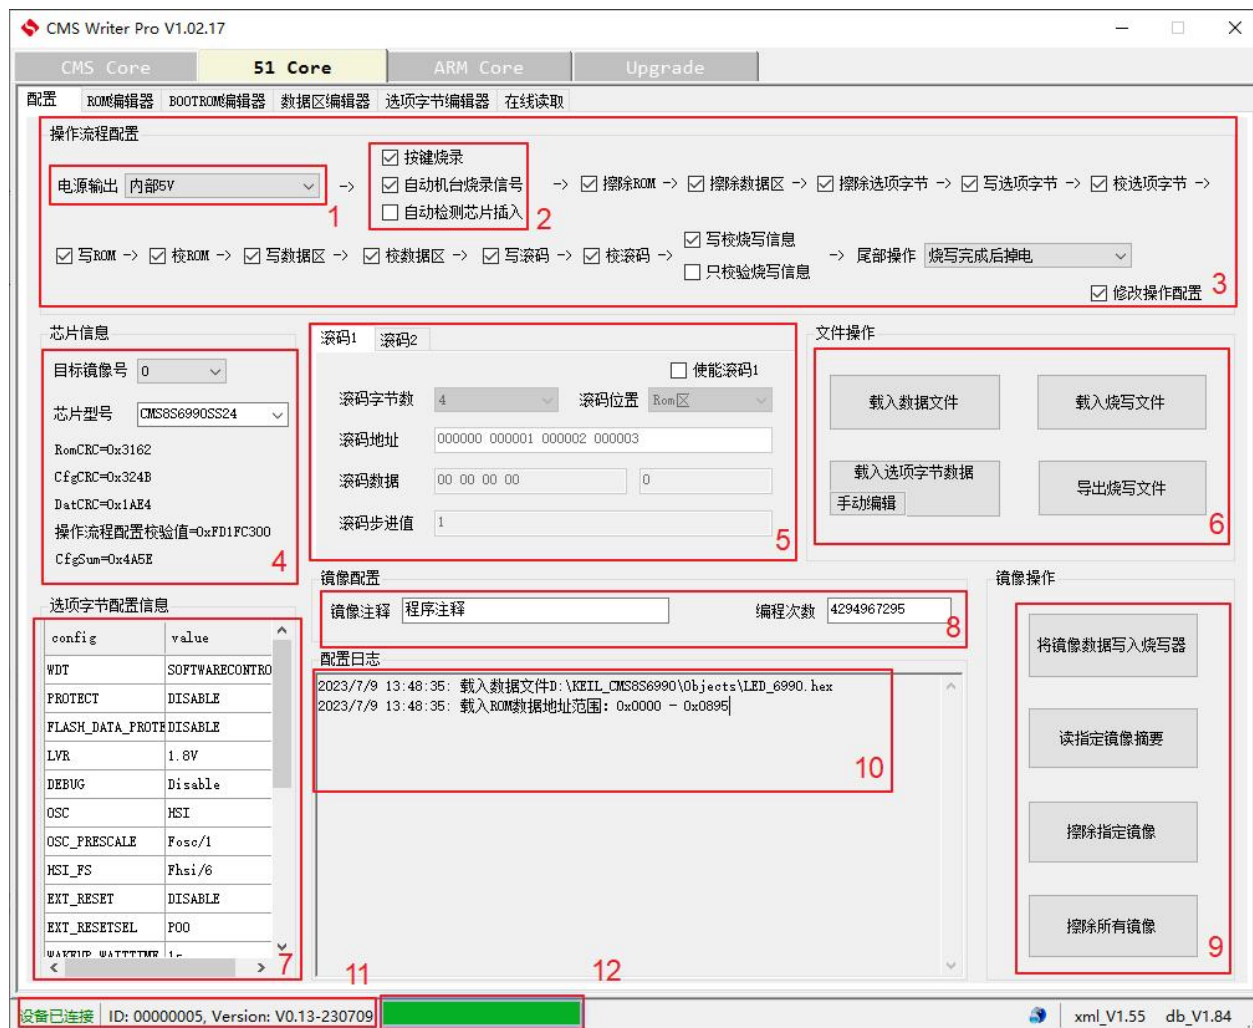 CMS Writer Pro V1.02.17
CMS Core 51 Core ARM Core Upgrade
配置 ROM编辑器 BOOTROM编辑器 数据区编辑器 选项字节编辑器 在线读取
操作流程配置
按键烧录
电源输出 内部5V -> 自动机台烧录信号 -> 擦除ROM -> 擦除数据区 -> 擦除选项字节 -> 写选项字节 -> 校选项字节 ->
1 自动检测芯片插入 2
写校烧写信息
写ROM -> 校ROM -> 写数据区 -> 校数据区 -> 写滚码 -> 校滚码 -> -> 尾部操作 烧写完成后掉电
只校验烧写信息
修改操作配置 3
芯片信息
目标镜像号 0
芯片型号 CMS8S6990SS24
RomCRC=0x3162
CfgCRC=0x324B
DatCRC=0x1AE4
操作流程配置校验值=0xFD1FC300
CfgSum=0x4A5E 4
滚码1 滚码2
使能滚码1
滚码字节数 4 滚码位置 Rom区
滚码地址 000000 000001 000002 000003
滚码数据 00 00 00 00 0
滚码步进值 1 5
文件操作
载入数据文件 载入烧写文件
载入选项字节数据 导出烧写文件
手动编辑 6
选项字节配置信息
config value
WDT SOFTWARECONTRO
PROTECT DISABLE
FLASH_DATA_PROTE DISABLE
LVR 1.8V
DEBUG Disable
OSC HSI
OSC_PRESCALE Fosc/1
HSI_FS Fhsi/6
EXT_RESET DISABLE
EXT_RESETSEL P00
WAKEUP_WAITTIME 1s
7
镜像配置
镜像注释 程序注释 编程次数 4294967295 8
配置日志
2023/7/9 13:48:35: 载入数据文件D:\KEIL_CMS8S6990\Objects\LED_6990.hex
2023/7/9 13:48:35: 载入ROM数据地址范围: 0x0000 - 0x0895
10
镜像操作
将镜像数据写入烧写器
读指定镜像摘要
擦除指定镜像
擦除所有镜像
9
11 12
设备已连接 ID: 00000005, Version: V0.13-230709 xml_V1.55 db_V1.84